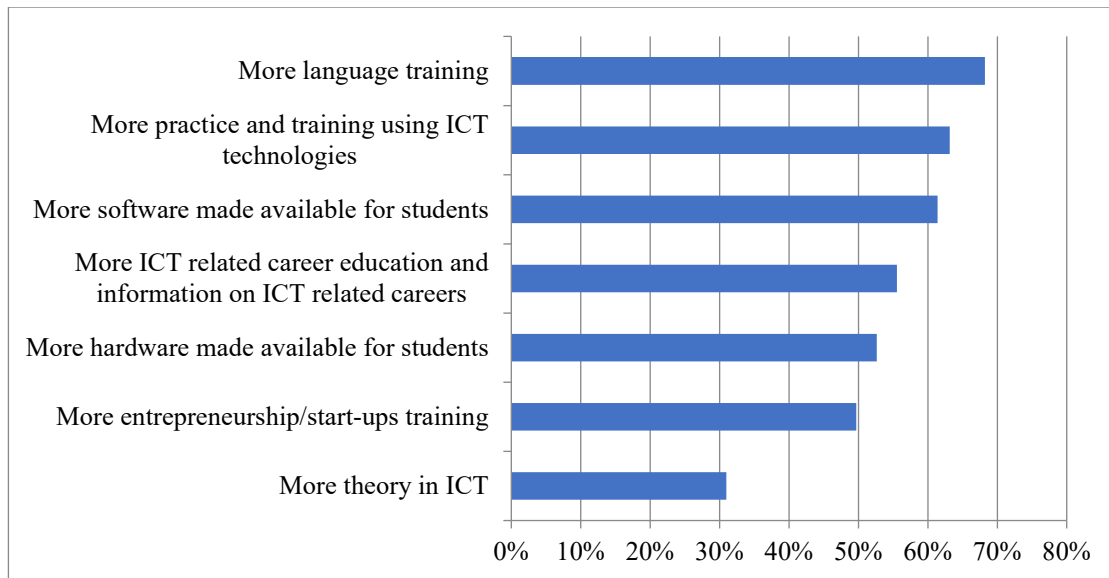 More language training
More practice and training using ICT
technologies
More software made available for students
More ICT related career education and
information on ICT related careers
More hardware made available for students
More entrepreneurship/start-ups training
More theory in ICT
0% 10% 20% 30% 40% 50% 60% 70% 80%